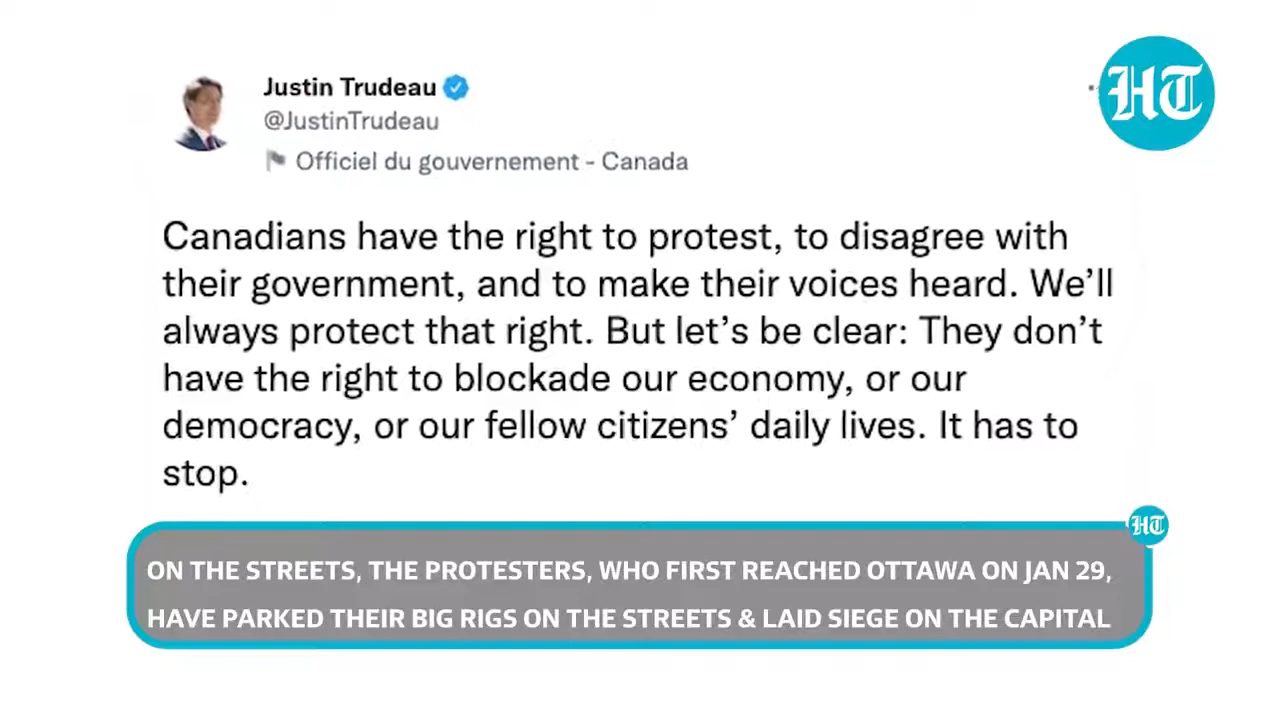 Justin Trudeau
@JustinTrudeau
Officiel du gouvernement - Canada
HT
Canadians have the right to protest, to disagree with
their government, and to make their voices heard. We’ll
always protect that right. But let’s be clear: They don’t
have the right to blockade our economy, or our
democracy, or our fellow citizens’ daily lives. It has to
stop.
HT
ON THE STREETS, THE PROTESTERS, WHO FIRST REACHED OTTAWA ON JAN 29,
HAVE PARKED THEIR BIG RIGS ON THE STREETS & LAID SIEGE ON THE CAPITAL